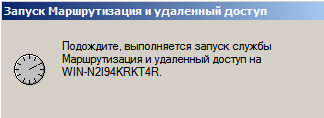 Запуск Маршрутизация и удаленный доступ
Подождите, выполняется запуск службы
Маршрутизация и удаленный доступ на
WIN-N2I94KRKT4R.